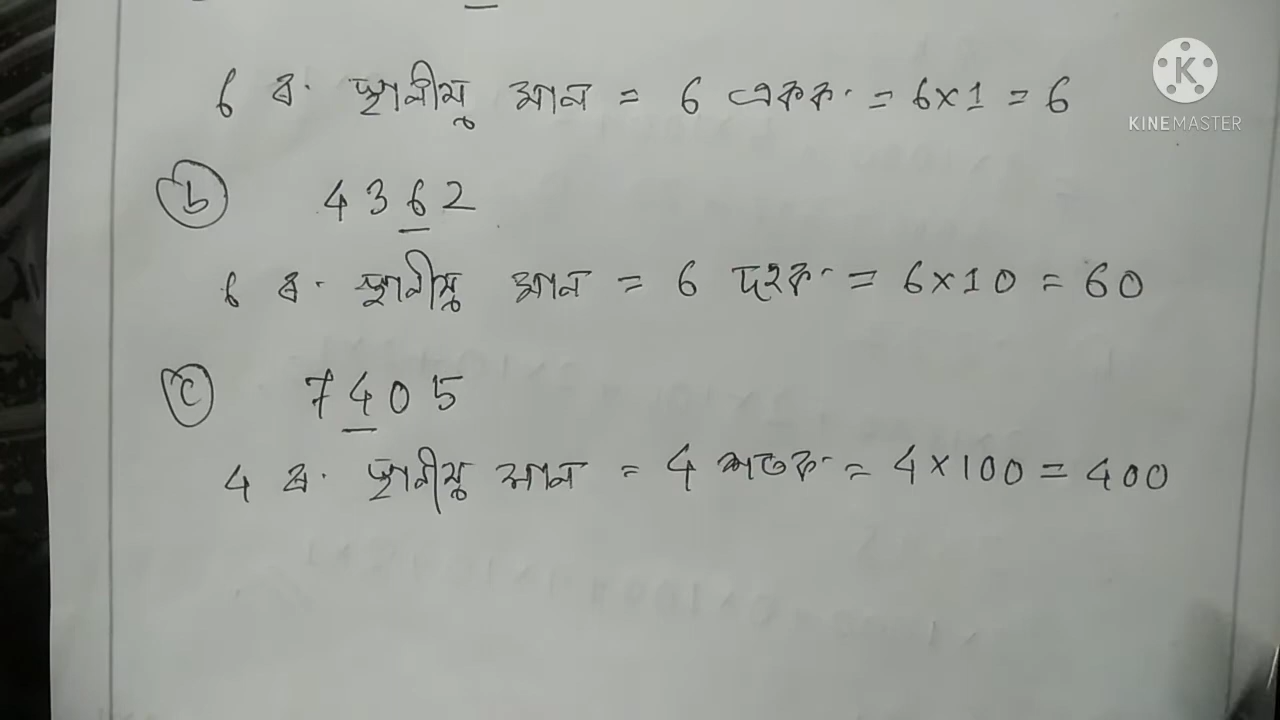 6 ৰ স্থানীয় মান = 6 একক = 6×1 = 6
KINEMASTER
b 4362
6 ৰ স্থানীয় মান = 6 দহক = 6×10 = 60
c 7405
4 ৰ স্থানীয় মান = 4 শতক = 4×100 = 400